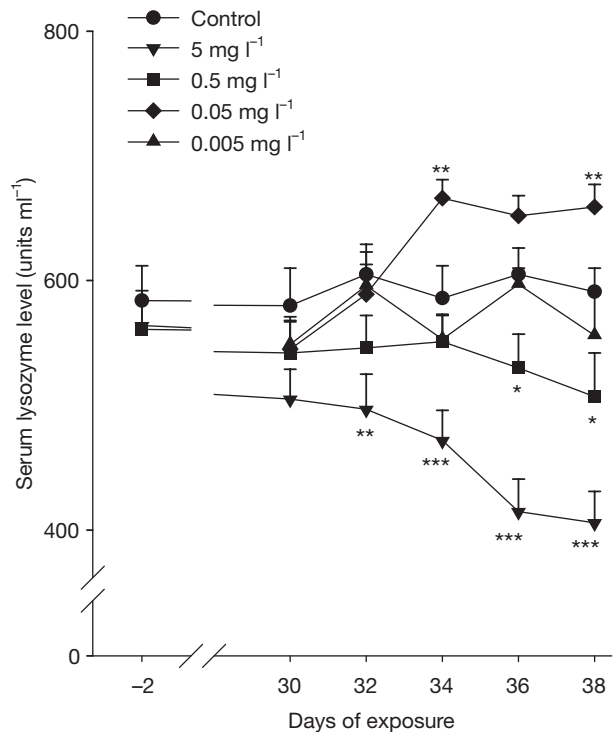 800
Control
5 mg l⁻¹
0.5 mg l⁻¹
0.05 mg l⁻¹
0.005 mg l⁻¹
**
**
600
*
*
**
***
***
***
400
0
Serum lysozyme level (units ml⁻¹)
–2 30 32 34 36 38
Days of exposure